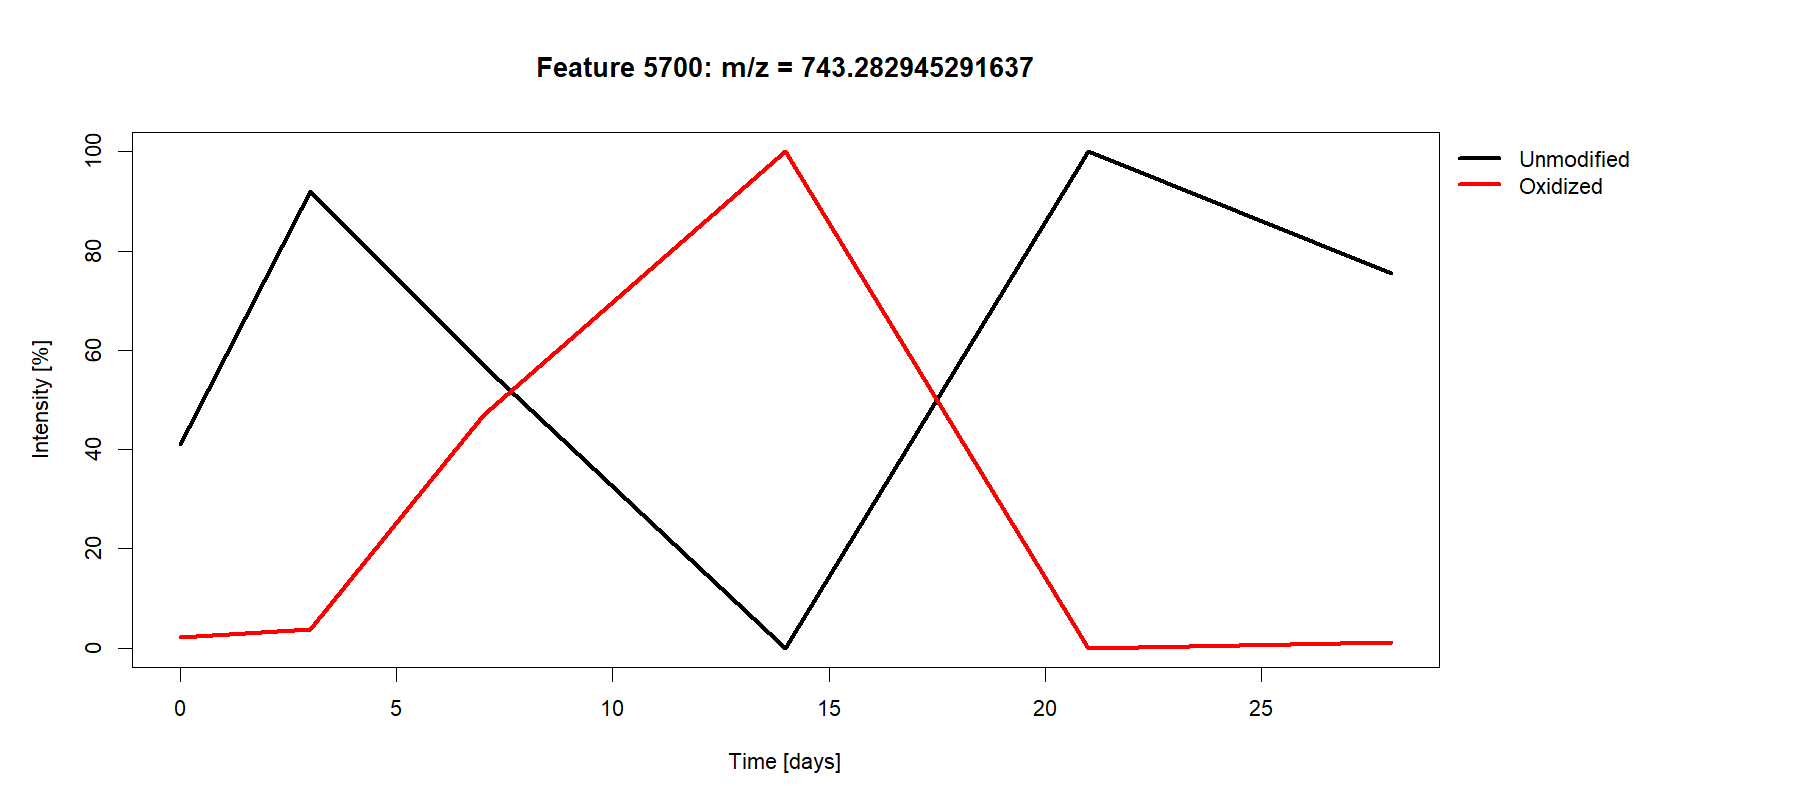 Feature 5700: m/z = 743.282945291637
Unmodified
Oxidized
Intensity [%]
100
80
60
40
20
0
0 5 10 15 20 25
Time [days]